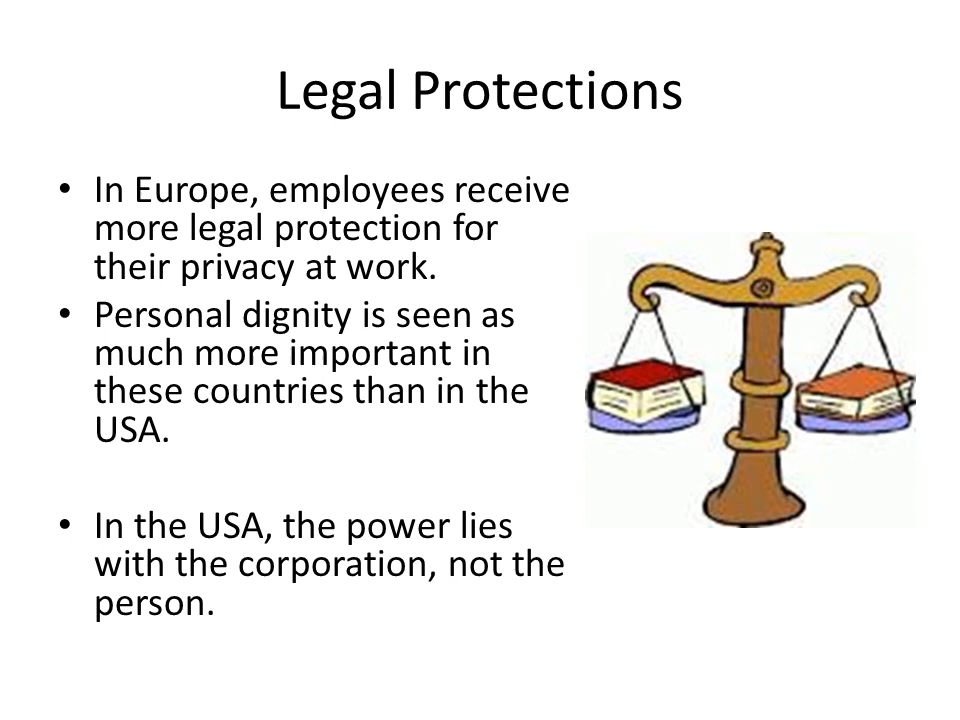 Legal Protections
• In Europe, employees receive
more legal protection for
their privacy at work.
• Personal dignity is seen as
much more important in
these countries than in the
USA.
• In the USA, the power lies
with the corporation, not the
person.